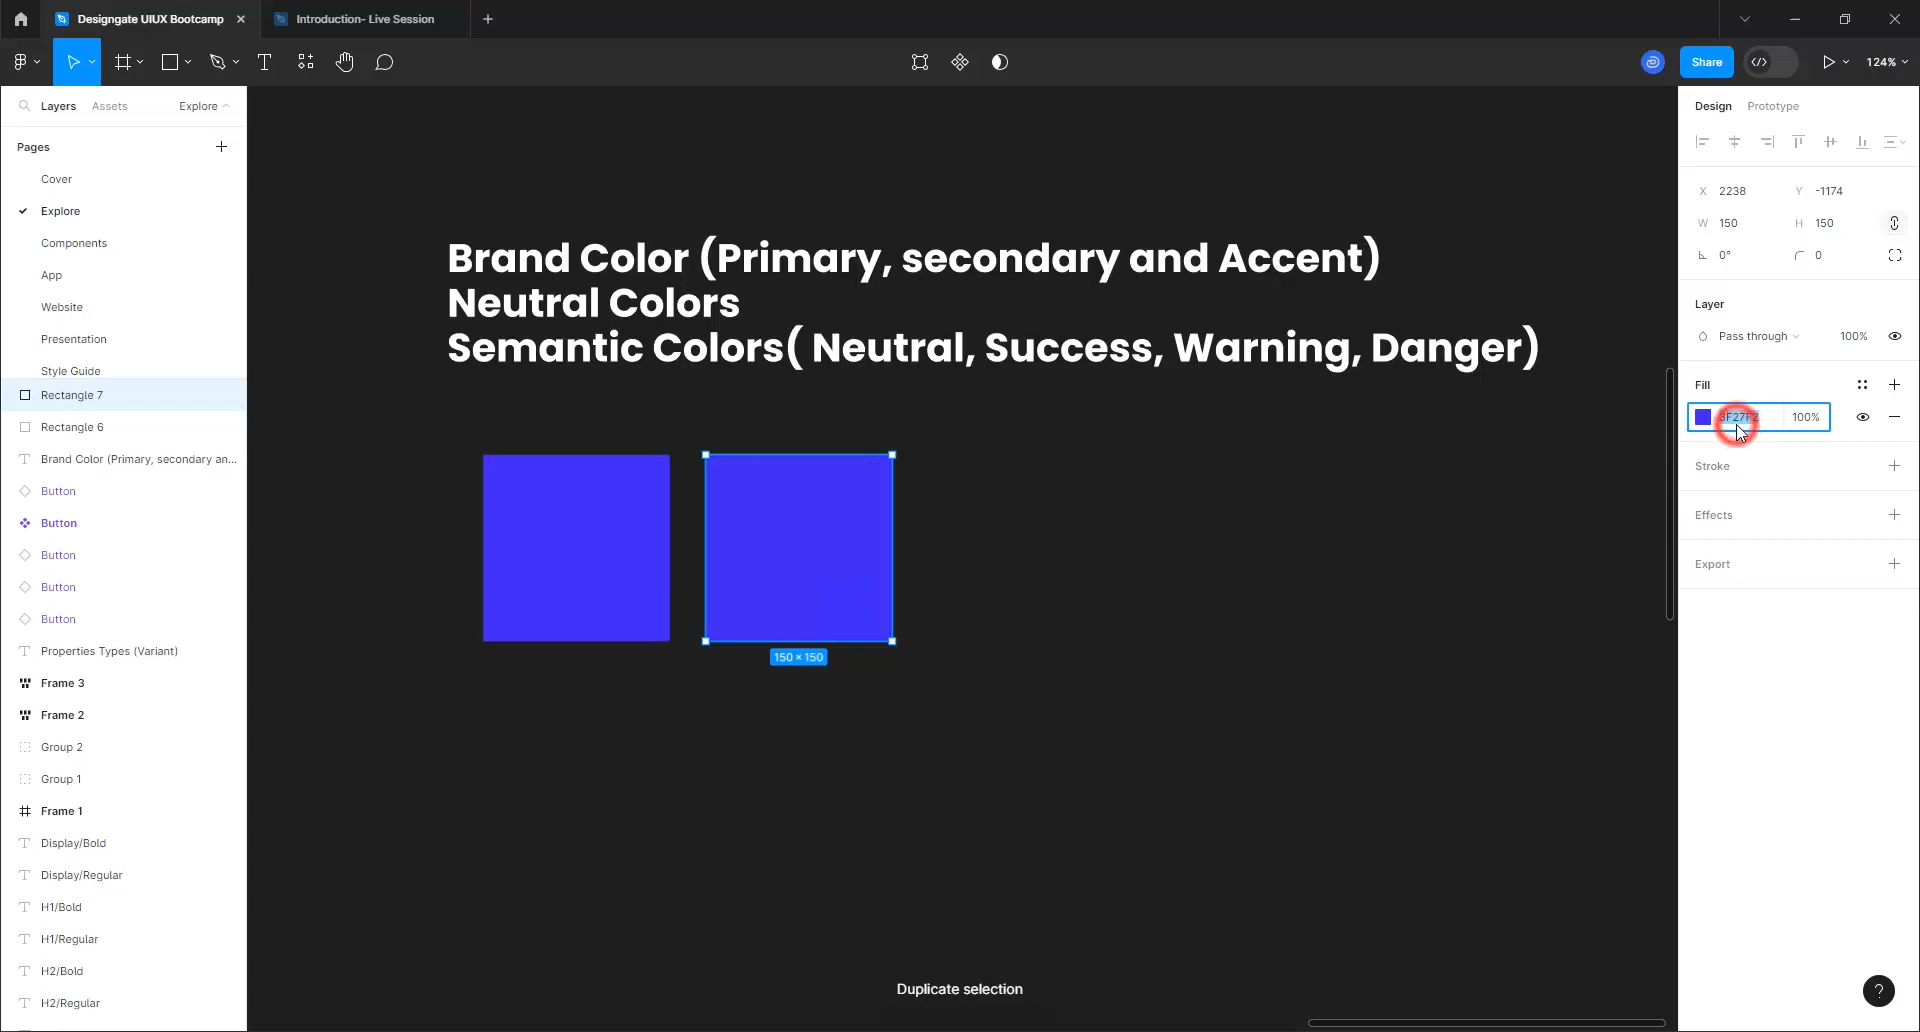 Designgate UIUX Bootcamp
Introduction- Live Session
Share
124%
Layers
Assets
Explore
Pages
Cover
Explore
Components
App
Website
Presentation
Style Guide
Rectangle 7
Rectangle 6
Brand Color (Primary, secondary an...
Button
Button
Button
Button
Button
Properties Types (Variant)
Frame 3
Frame 2
Group 2
Group 1
Frame 1
Display/Bold
Display/Regular
H1/Bold
H1/Regular
H2/Bold
H2/Regular
Brand Color (Primary, secondary and Accent)
Neutral Colors
Semantic Colors( Neutral, Success, Warning, Danger)
150 × 150
Duplicate selection
Design
Prototype
X 2238 Y -1174
W 150 H 150
0° 0
Layer
Pass through 100%
Fill
3F27F2 100%
Stroke
Effects
Export
?